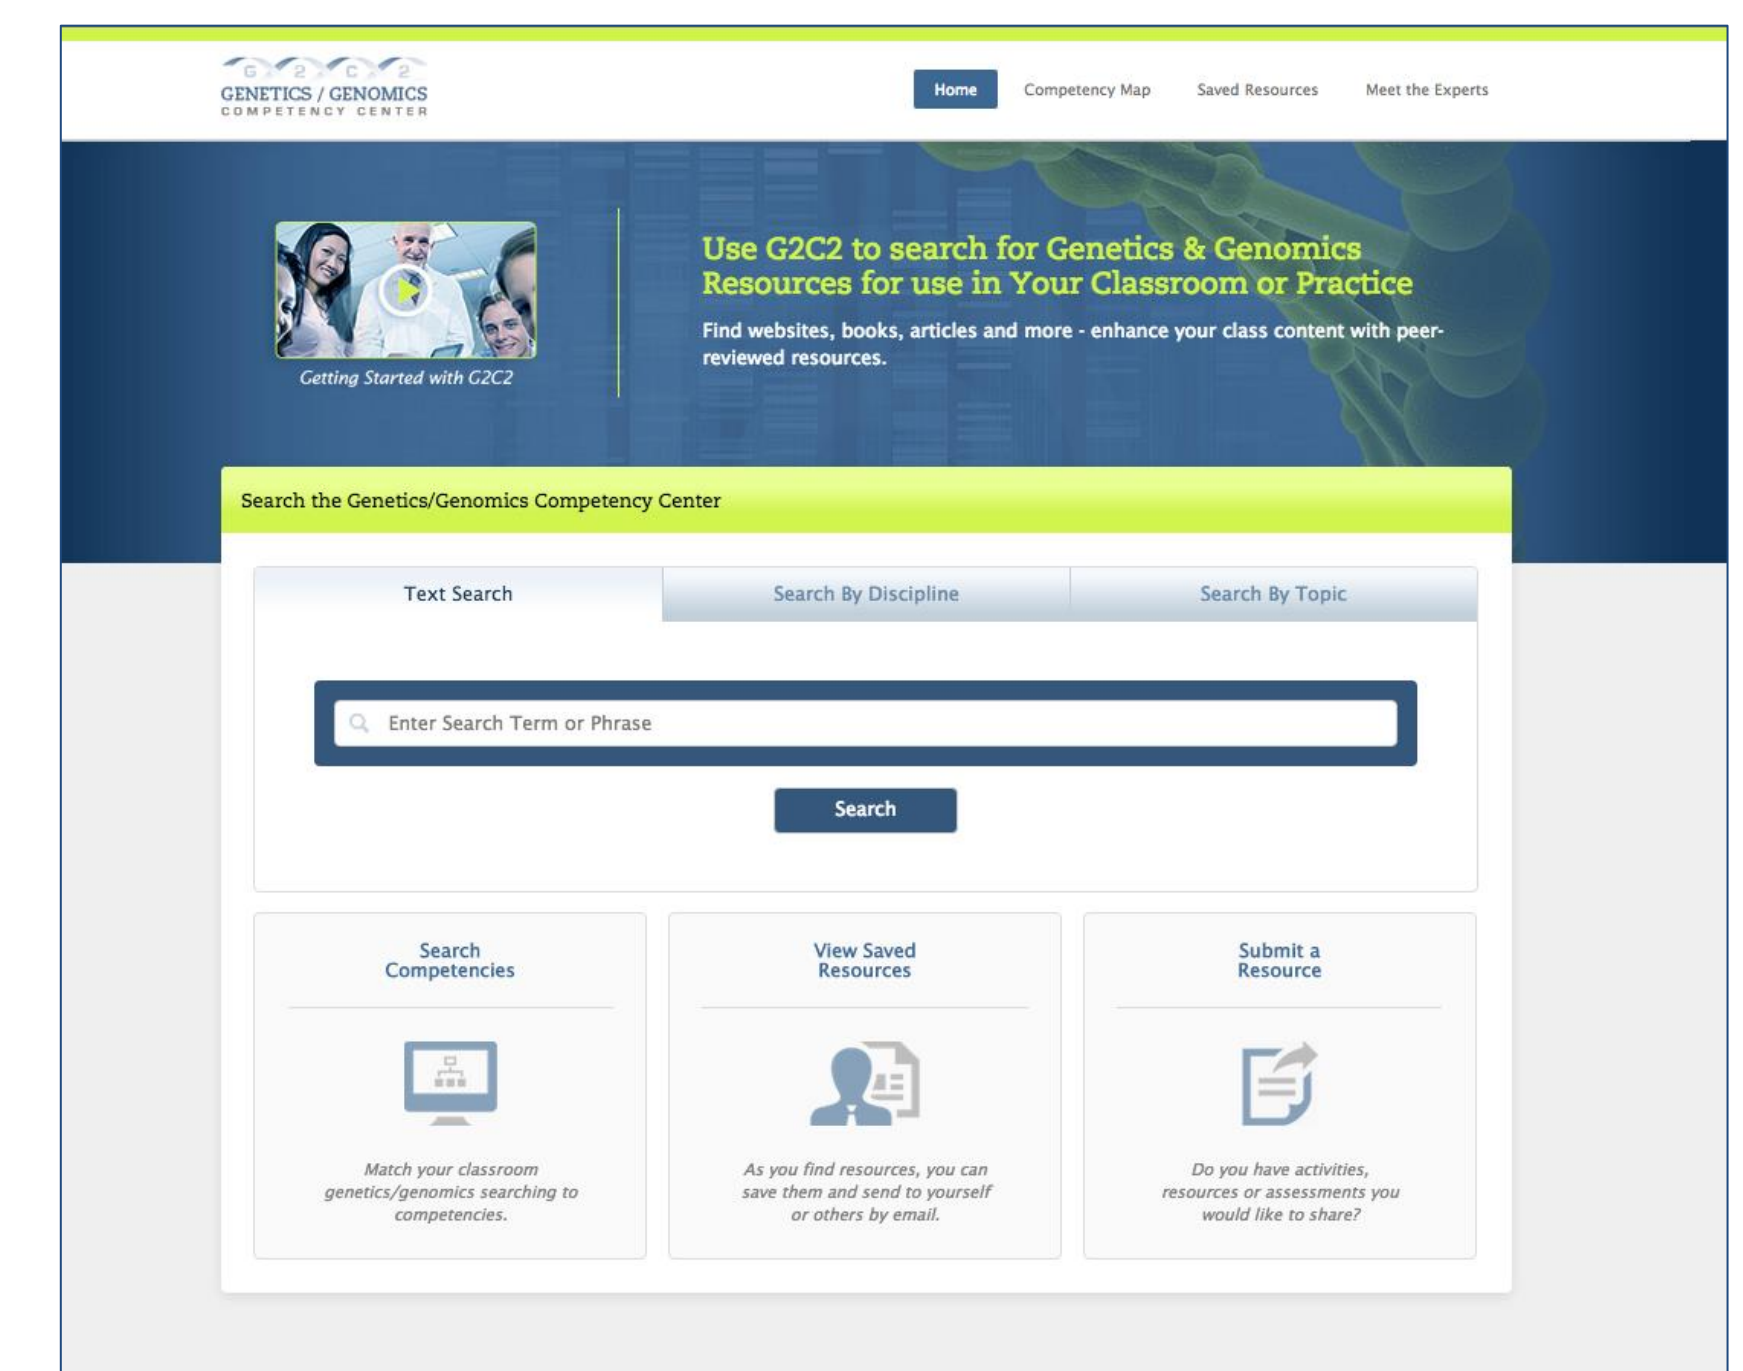 G 2 C 2
GENETICS / GENOMICS
COMPETENCY CENTER
Home
Competency Map
Saved Resources
Meet the Experts
Getting Started with G2C2
Use G2C2 to search for Genetics & Genomics
Resources for use in Your Classroom or Practice
Find websites, books, articles and more - enhance your class content with peer-
reviewed resources.
Search the Genetics/Genomics Competency Center
Text Search
Search By Discipline
Search By Topic
Enter Search Term or Phrase
Search
Search
Competencies
Match your classroom
genetics/genomics searching to
competencies.
View Saved
Resources
As you find resources, you can
save them and send to yourself
or others by email.
Submit a
Resource
Do you have activities,
resources or assessments you
would like to share?